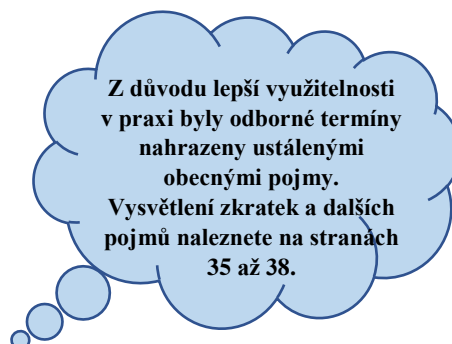 Z důvodu lepší využitelnosti
v praxi byly odborné termíny
nahrazeny ustálenými
obecnými pojmy.
Vysvětlení zkratek a dalších
pojmů naleznete na stranách
35 až 38.